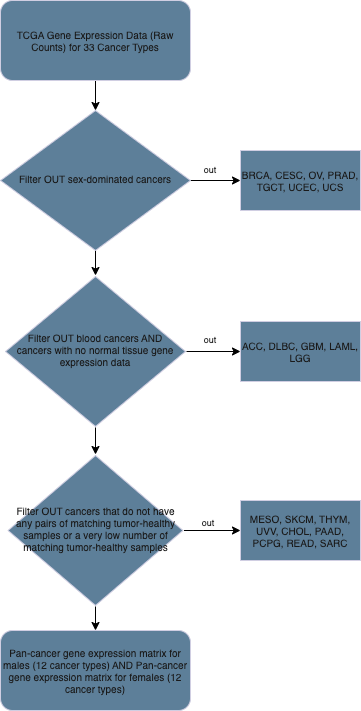 TCGA Gene Expression Data (Raw
Counts) for 33 Cancer Types
Filter OUT sex-dominated cancers
out
BRCA, CESC, OV, PRAD,
TGCT, UCEC, UCS
Filter OUT blood cancers AND
cancers with no normal tissue gene
expression data
out
ACC, DLBC, GBM, LAML,
LGG
Filter OUT cancers that do not have
any pairs of matching tumor-healthy
samples or a very low number of
matching tumor-healthy samples
out
MESO, SKCM, THYM,
UVV, CHOL, PAAD,
PCPG, READ, SARC
Pan-cancer gene expression matrix for
males (12 cancer types) AND Pan-cancer
gene expression matrix for females (12
cancer types)